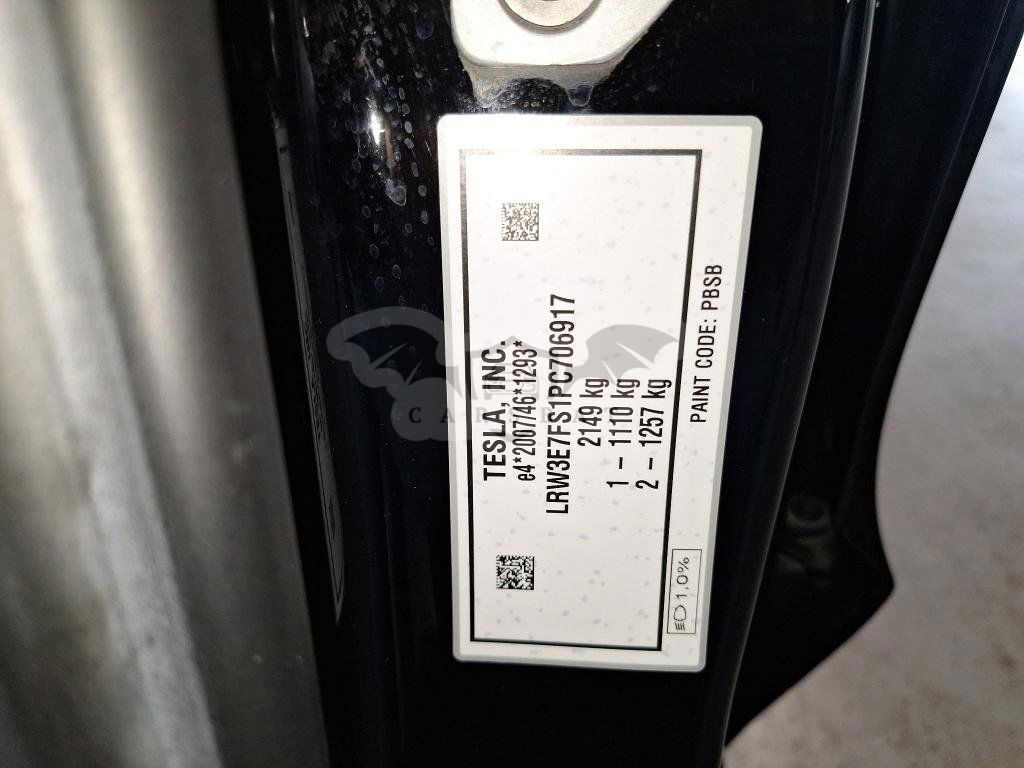 TESLA, INC.
e4*2007/46*1293*
LRW3E7FS1PC706917
2149 kg
1 – 1110 kg
2 – 1257 kg
PAINT CODE: PBSB
1,0%